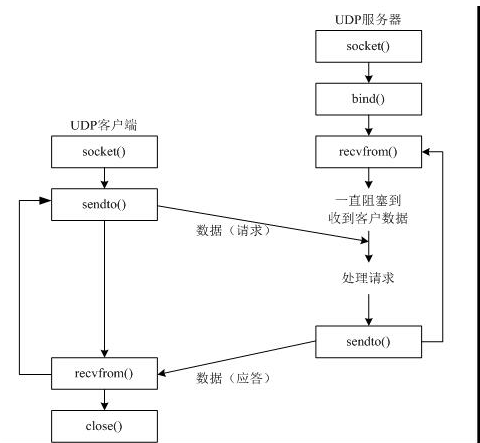 UDP服务器
socket()
bind()
recvfrom()
一直阻塞到
收到客户数据
处理请求
sendto()
UDP客户端
socket()
sendto()
数据（请求）
数据（应答）
recvfrom()
close()